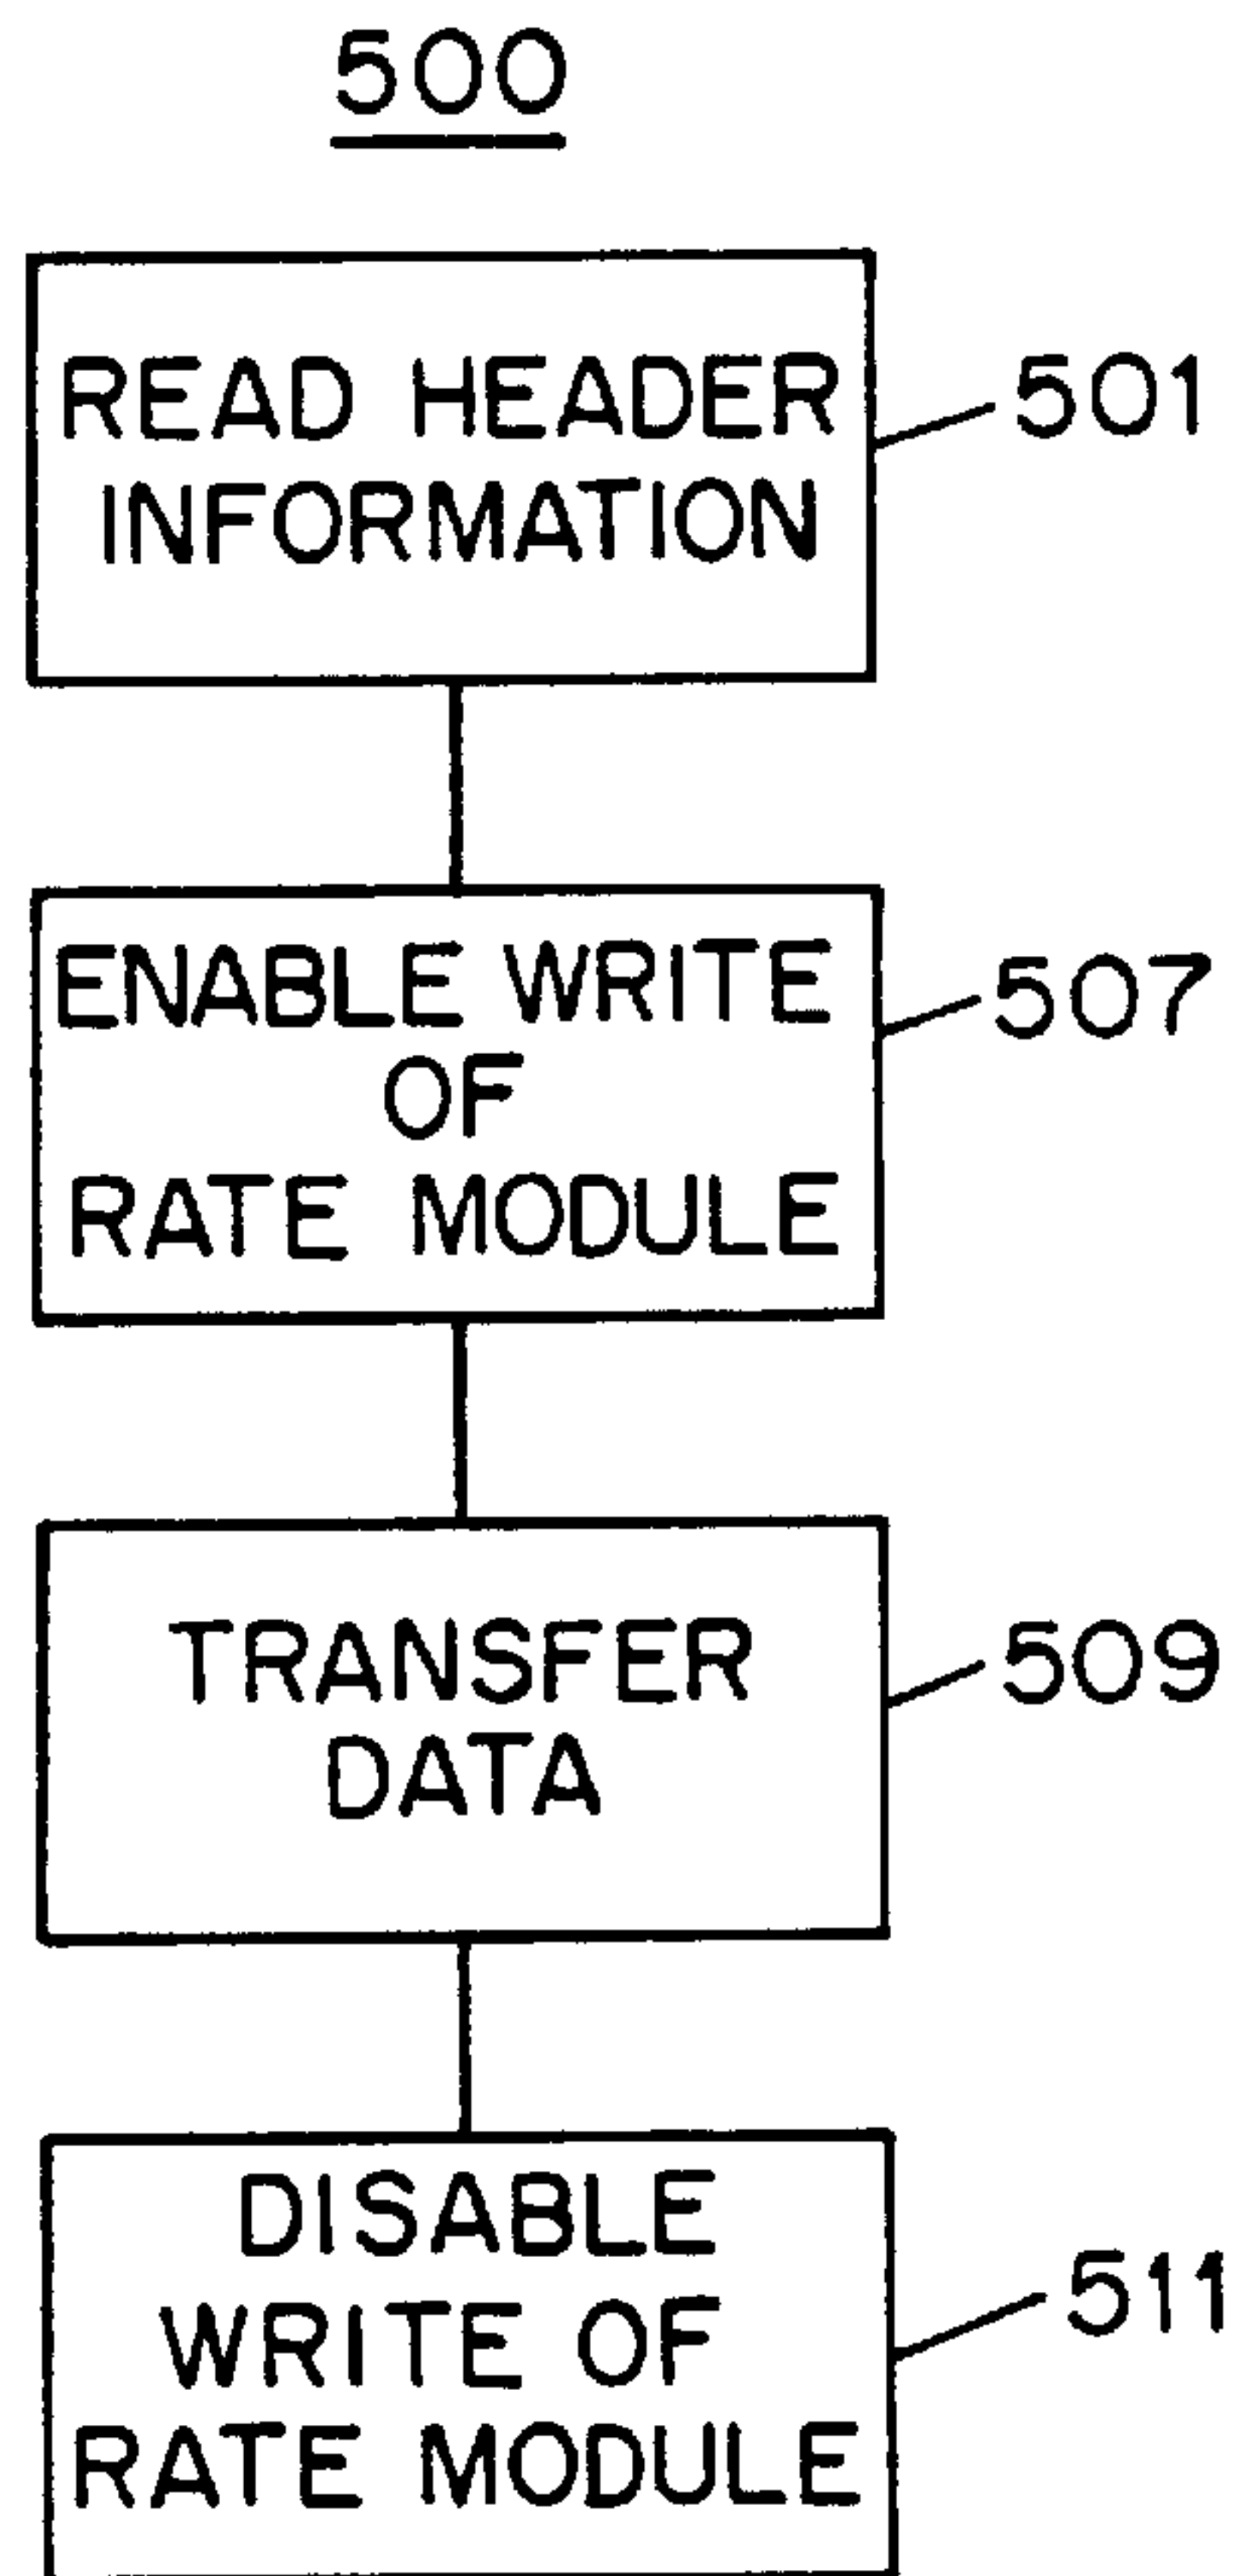 500
READ HEADER
INFORMATION
501
ENABLE WRITE
OF
RATE MODULE
507
TRANSFER
DATA
509
DISABLE
WRITE OF
RATE MODULE
511